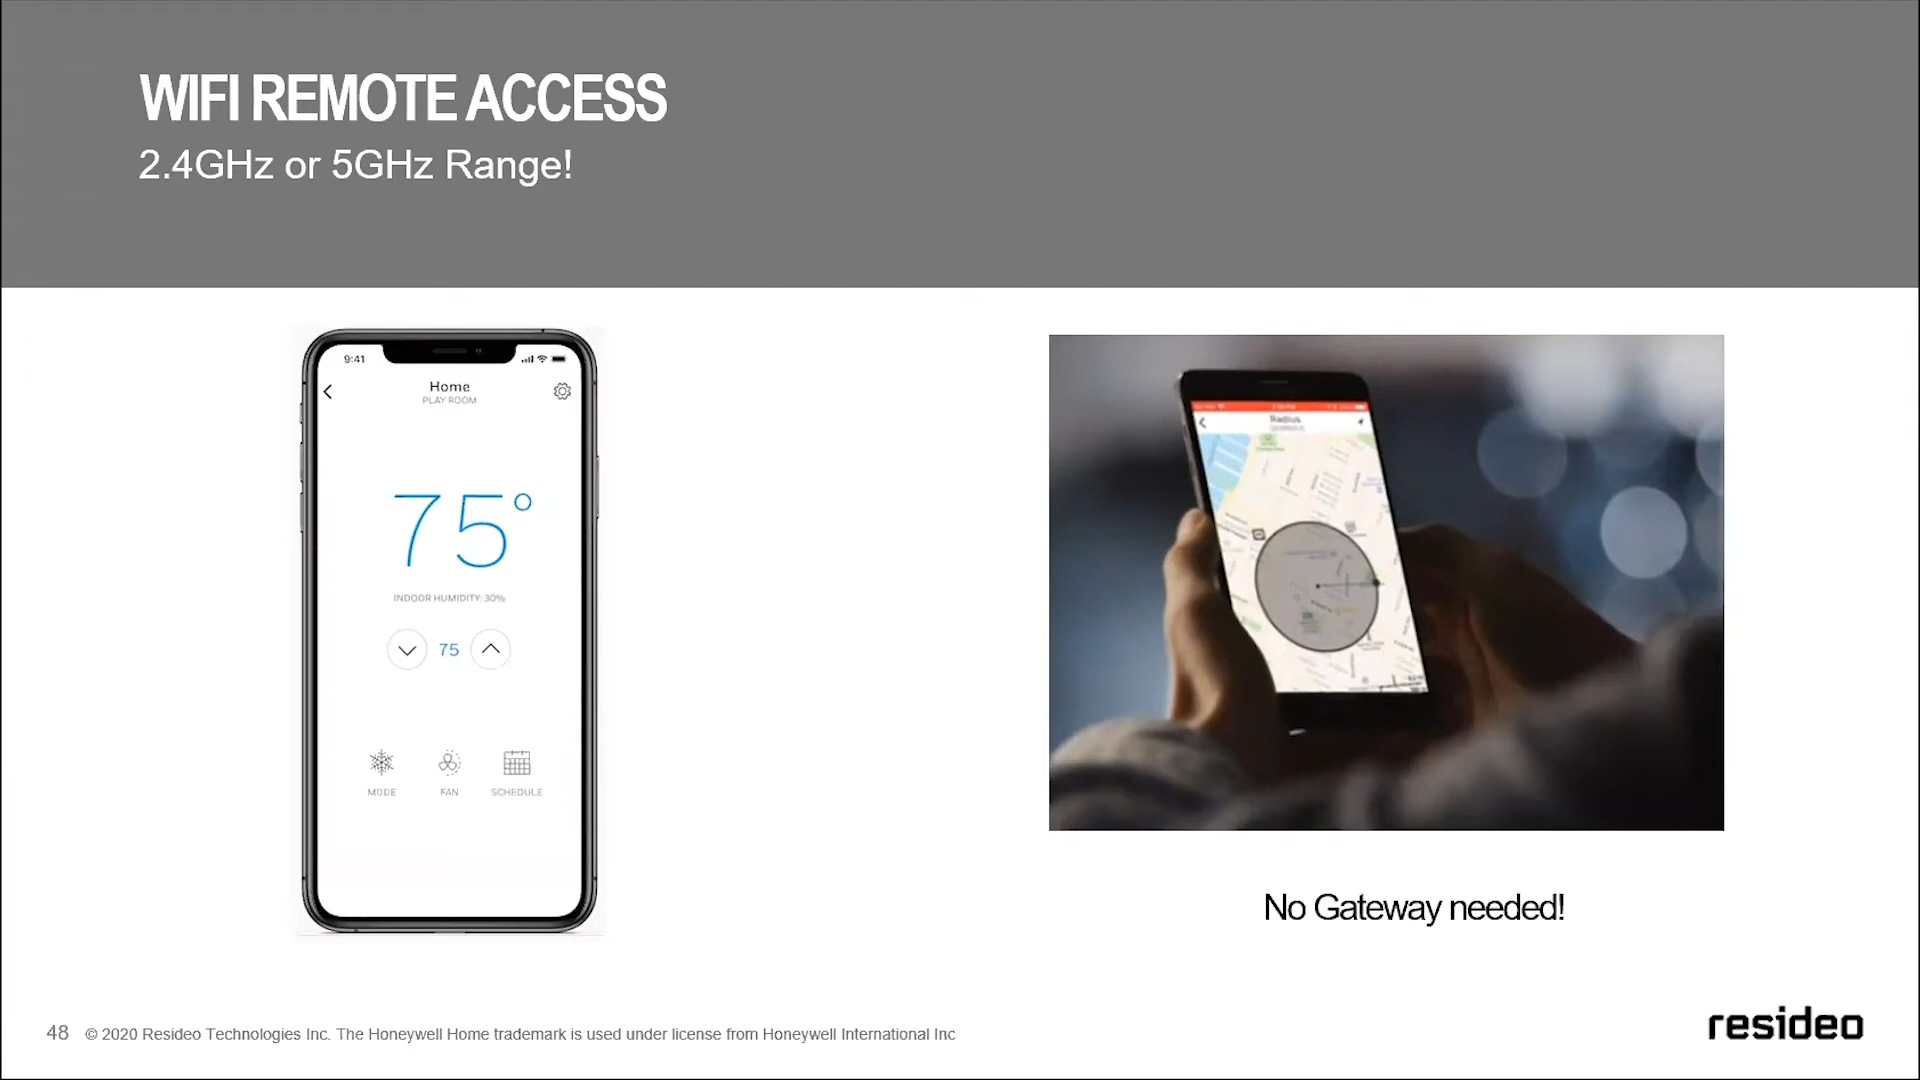 WIFI REMOTE ACCESS
2.4GHz or 5GHz Range!
9:41
Home
PLAY ROOM
75°
INDOOR HUMIDITY: 30%
75
MODE FAN SCHEDULE
Radius
No Gateway needed!
48 © 2020 Resideo Technologies Inc. The Honeywell Home trademark is used under license from Honeywell International Inc
resideo